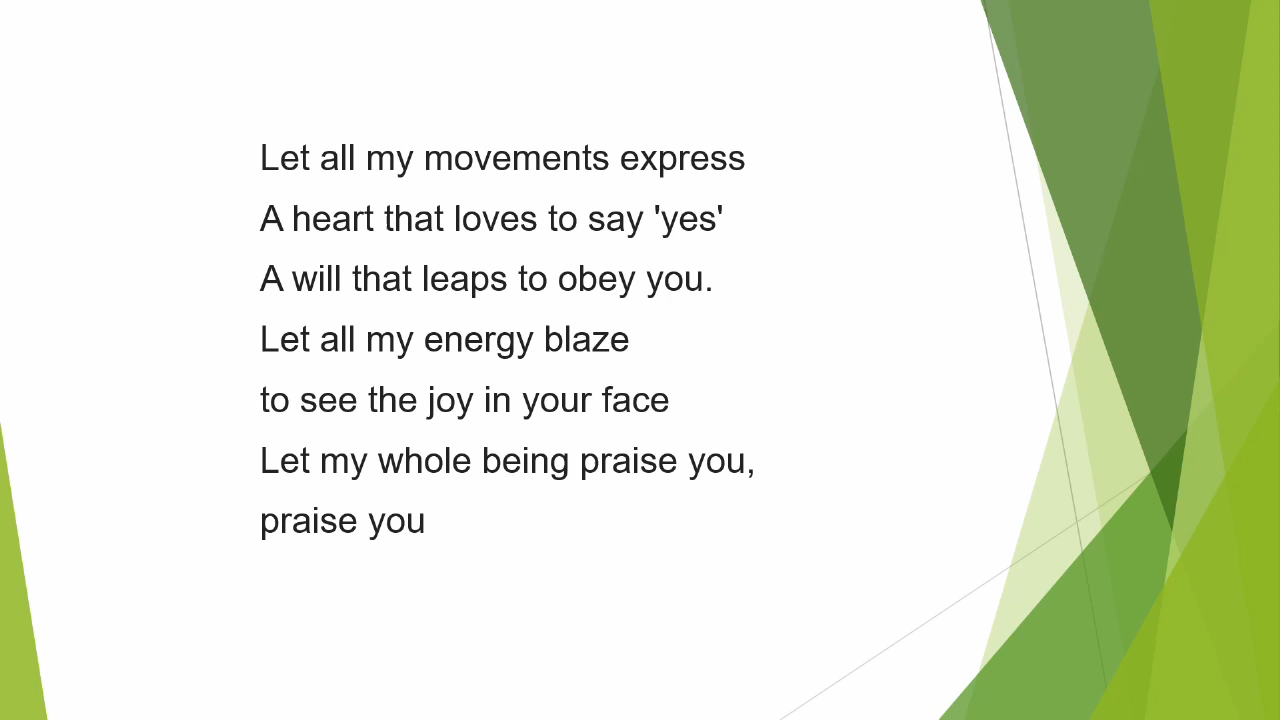 Let all my movements express
A heart that loves to say 'yes'
A will that leaps to obey you.
Let all my energy blaze
to see the joy in your face
Let my whole being praise you,
praise you